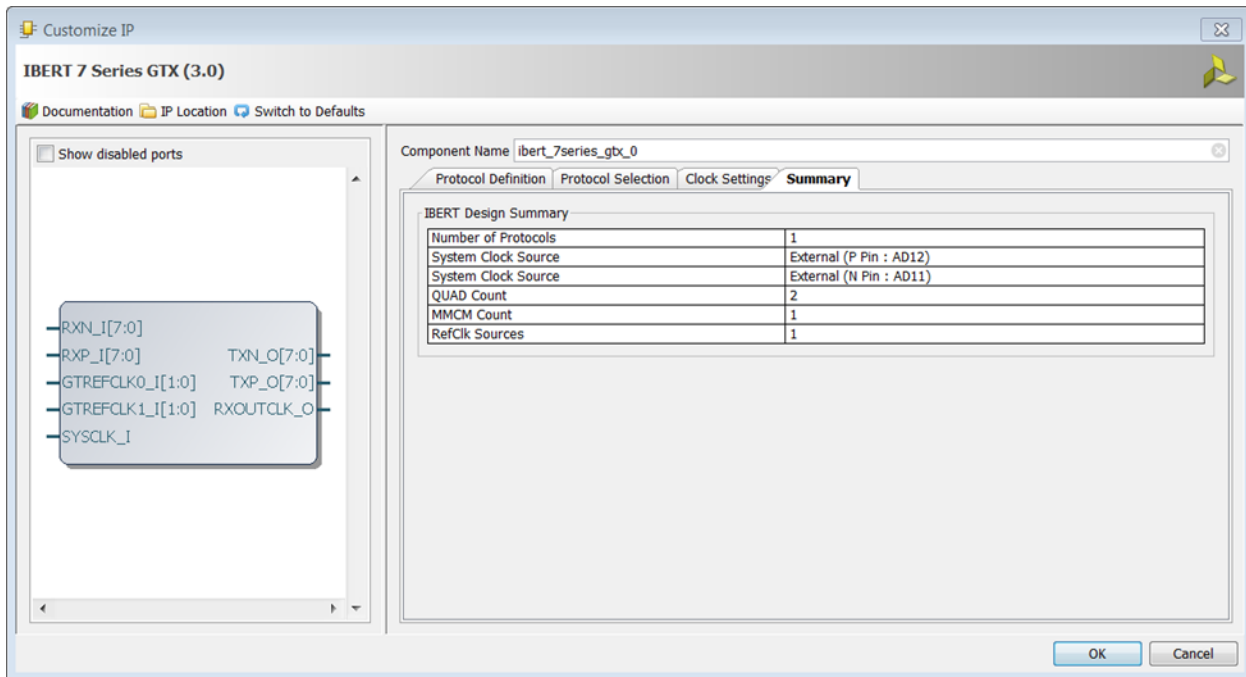 Customize IP
IBERT 7 Series GTX (3.0)
Documentation IP Location Switch to Defaults
Show disabled ports
RXN_I[7:0]
RXP_I[7:0] TXN_O[7:0]
GTREFCLK0_I[1:0] TXP_O[7:0]
GTREFCLK1_I[1:0] RXOUTCLK_O
SYSCLK_I
Component Name ibert_7series_gtx_0
Protocol Definition Protocol Selection Clock Settings Summary
IBERT Design Summary
Number of Protocols 1
System Clock Source External (P Pin : AD12)
System Clock Source External (N Pin : AD11)
QUAD Count 2
MMCM Count 1
RefClk Sources 1
OK Cancel